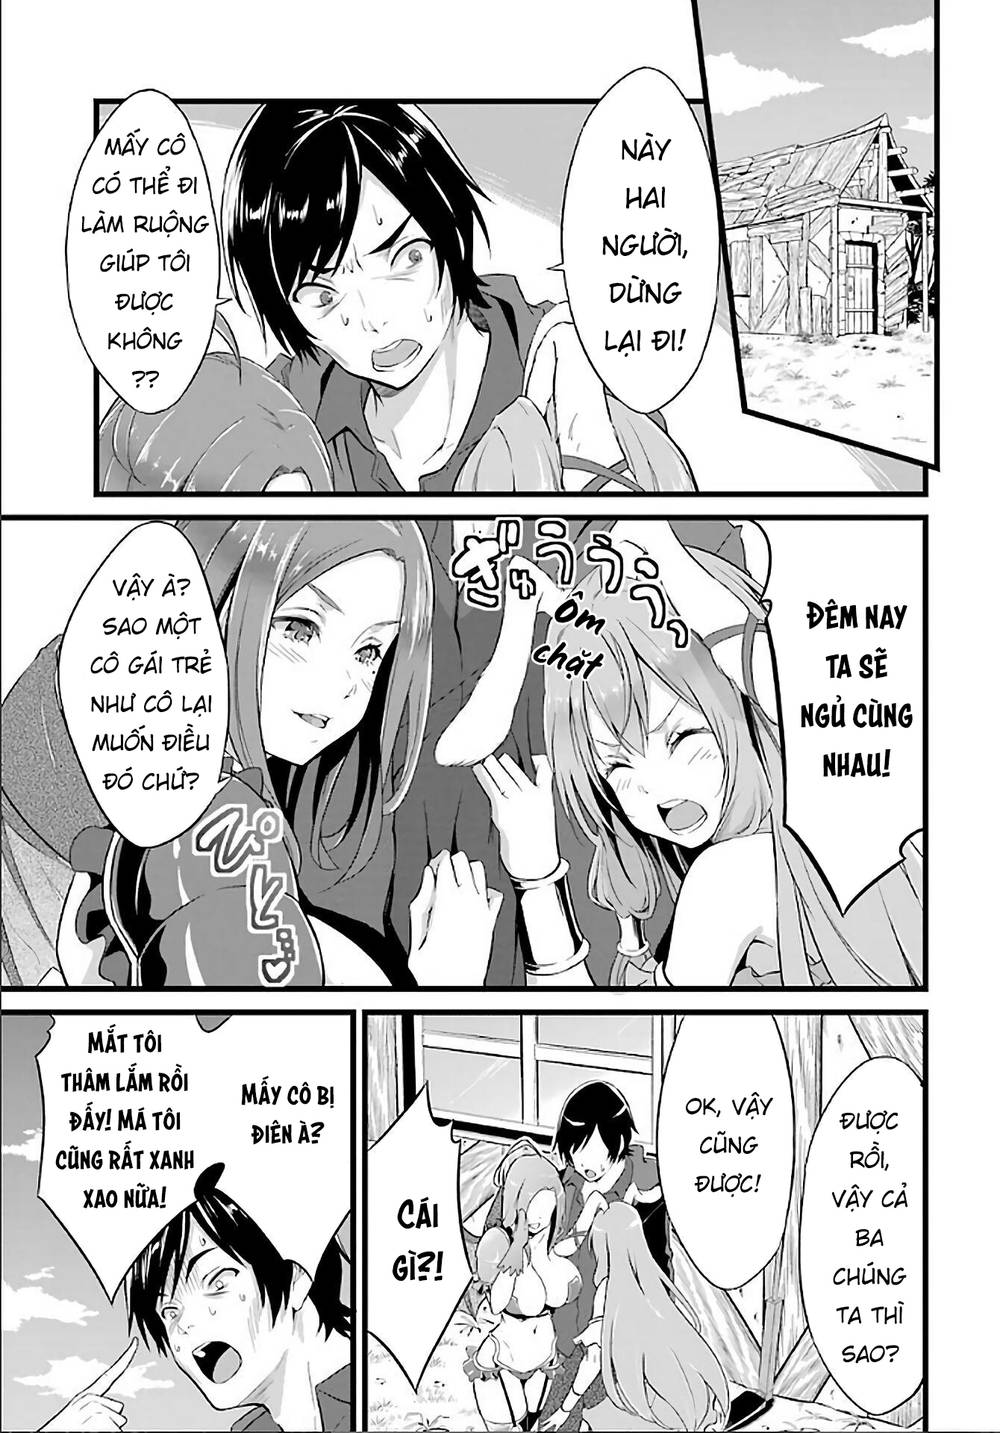 NÀY
HAI
NGƯỜI,
DỪNG
LẠI ĐI!
MẤY CÔ
CÓ THỂ ĐI
LÀM RUỘNG
GIÚP TÔI
ĐƯỢC
KHÔNG
??
ĐÊM NAY
TA SẼ
NGỦ CÙNG
NHAU!
ぎゅううううっ
ÔM
CHẶT
VẬY À?
SAO MỘT
CÔ GÁI TRẺ
NHƯ CÔ LẠI
MUỐN ĐIỀU
ĐÓ CHỨ?
ぴと…♡
ĐƯỢC
RỒI,
VẬY CẢ
BA
CHÚNG
TA THÌ
SAO?
OK, VẬY
CŨNG
ĐƯỢC!
CÁI
GÌ?!
MẤY CÔ BỊ
ĐIÊN À?
MẮT TÔI
THÂM LẮM RỒI
ĐẤY! MÁ TÔI
CŨNG RẤT XANH
XAO NỮA!